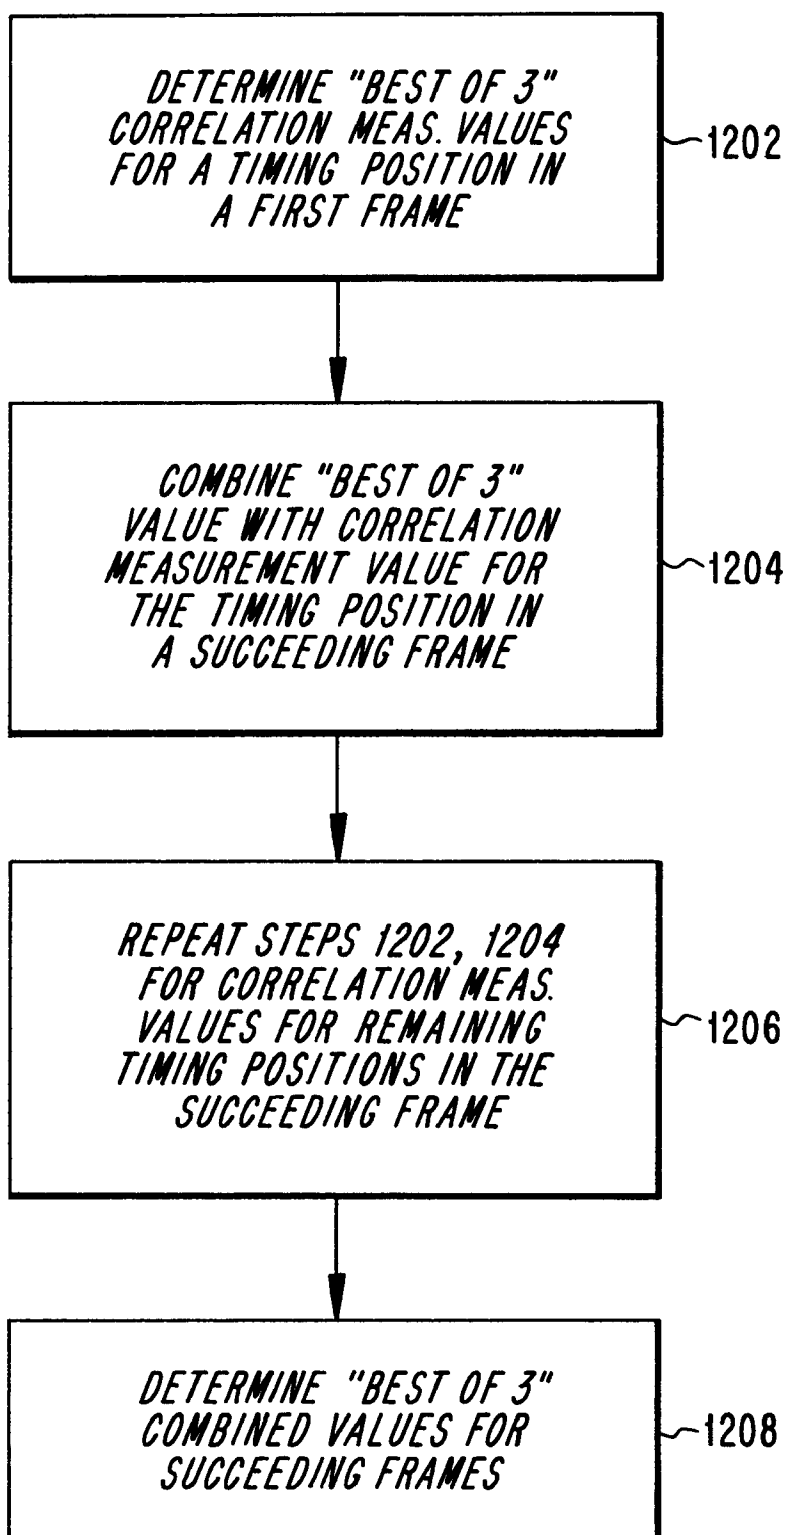 DETERMINE "BEST OF 3"
CORRELATION MEAS. VALUES
FOR A TIMING POSITION IN
A FIRST FRAME
1202
COMBINE "BEST OF 3"
VALUE WITH CORRELATION
MEASUREMENT VALUE FOR
THE TIMING POSITION IN
A SUCCEEDING FRAME
1204
REPEAT STEPS 1202, 1204
FOR CORRELATION MEAS.
VALUES FOR REMAINING
TIMING POSITIONS IN THE
SUCCEEDING FRAME
1206
DETERMINE "BEST OF 3"
COMBINED VALUES FOR
SUCCEEDING FRAMES
1208